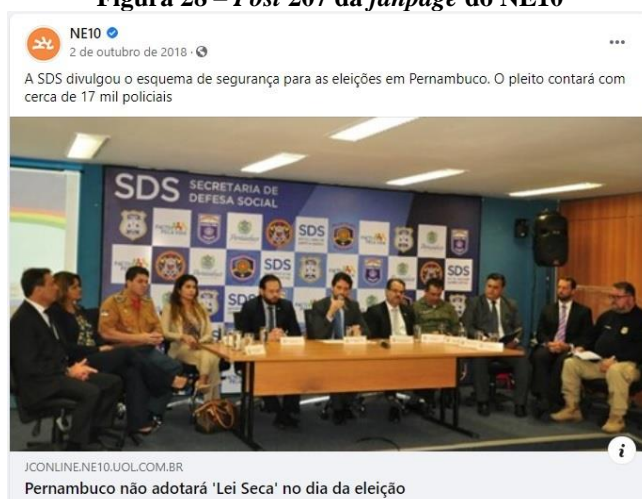 Figura 28 – Post 207 da fanpage do NE10
NE10
2 de outubro de 2018 ·
A SDS divulgou o esquema de segurança para as eleições em Pernambuco. O pleito contará com
cerca de 17 mil policiais
SDS SECRETARIA DE
DEFESA SOCIAL
SDS
SDS
SDS
SDS
JCONLINE.NE10.UOL.COM.BR
Pernambuco não adotará 'Lei Seca' no dia da eleição